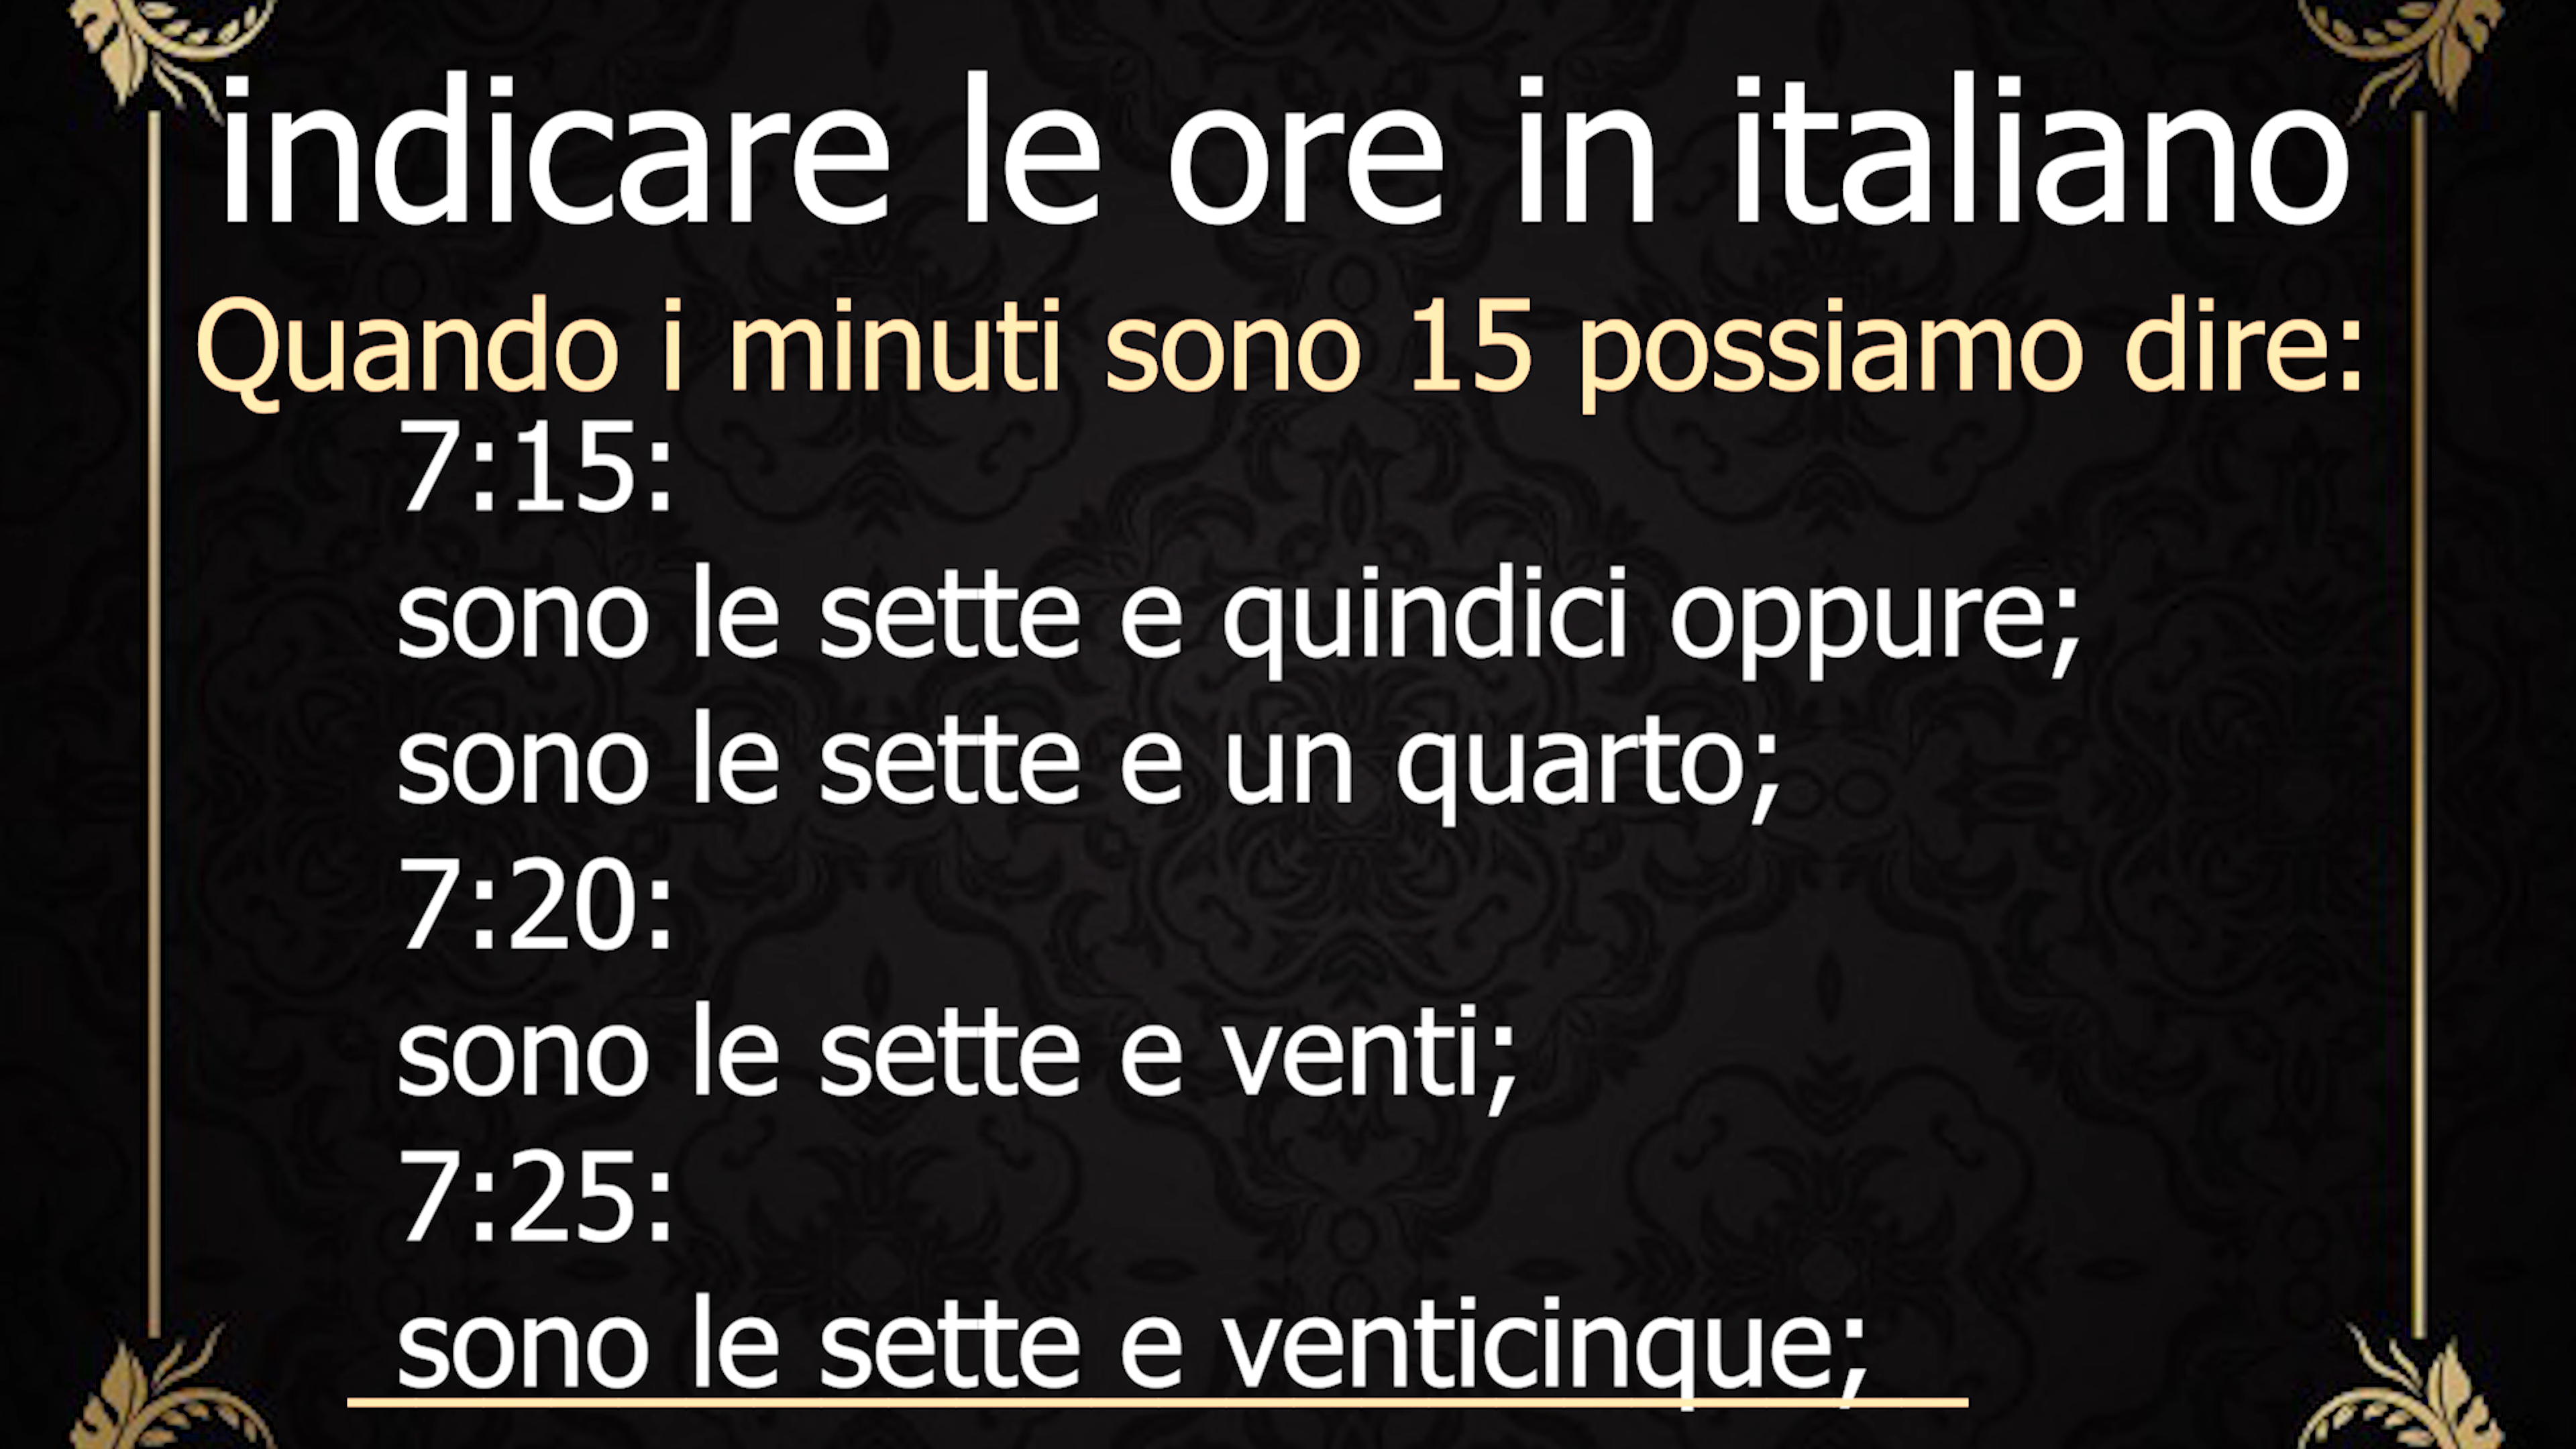 indicare le ore in italiano
Quando i minuti sono 15 possiamo dire:
7:15:
sono le sette e quindici oppure;
sono le sette e un quarto;
7:20:
sono le sette e venti;
7:25:
sono le sette e venticinque;